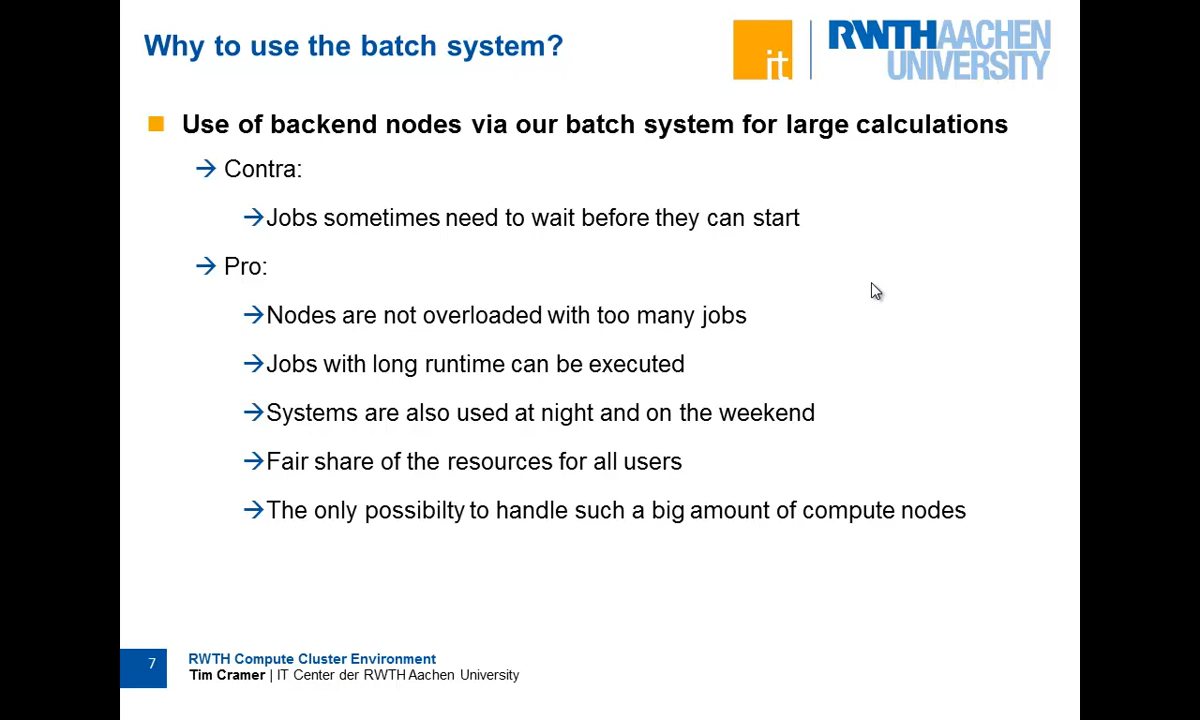 Why to use the batch system?
it
RWTHAACHEN
UNIVERSITY
Use of backend nodes via our batch system for large calculations
→ Contra:
→Jobs sometimes need to wait before they can start
→ Pro:
→Nodes are not overloaded with too many jobs
→Jobs with long runtime can be executed
→Systems are also used at night and on the weekend
→Fair share of the resources for all users
→The only possibilty to handle such a big amount of compute nodes
7
RWTH Compute Cluster Environment
Tim Cramer | IT Center der RWTH Aachen University